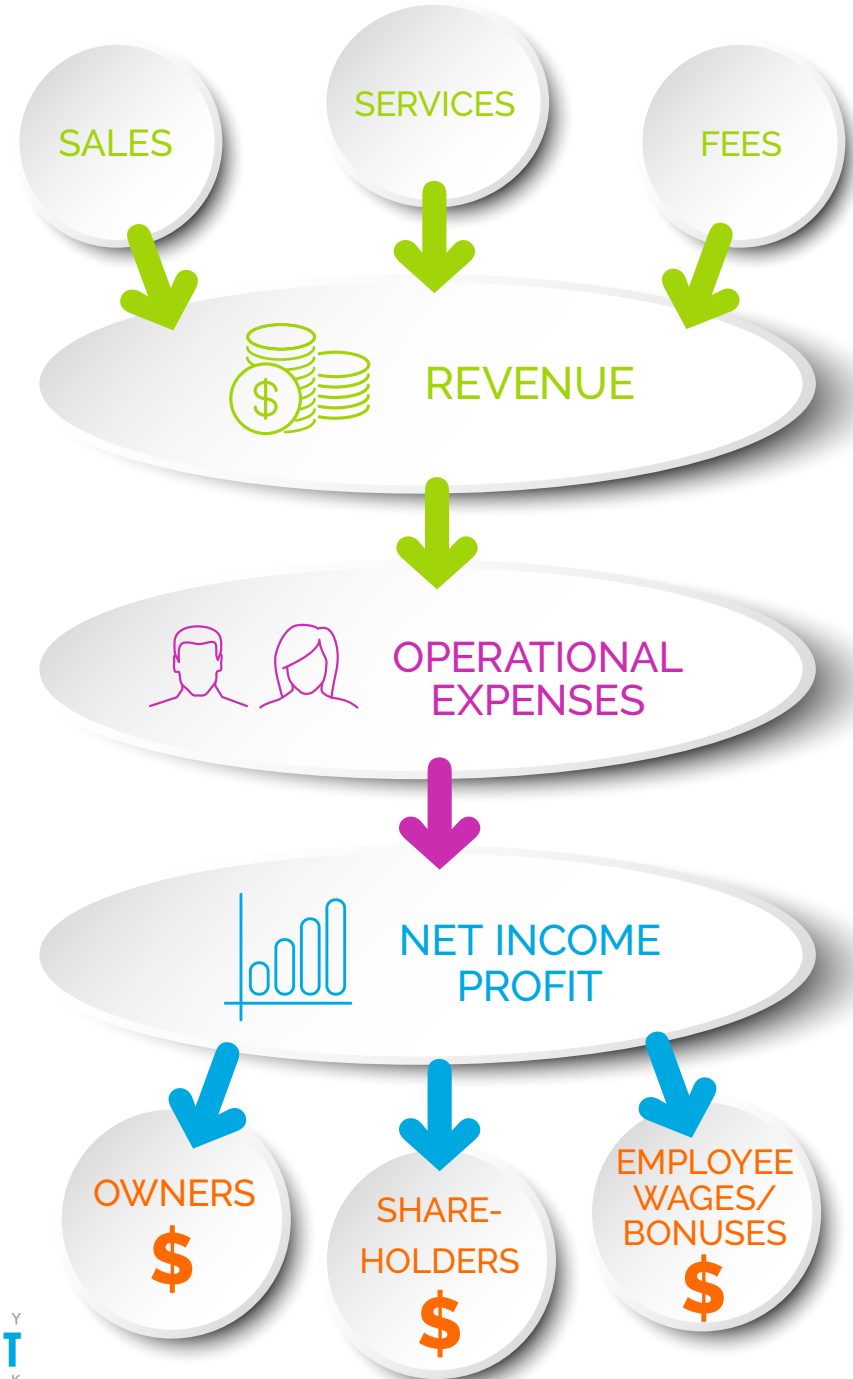 SALES
SERVICES
FEES
$
REVENUE
OPERATIONAL
EXPENSES
NET INCOME
PROFIT
OWNERS
$
SHARE-
HOLDERS
$
EMPLOYEE
WAGES/
BONUSES
$
Y
T
K